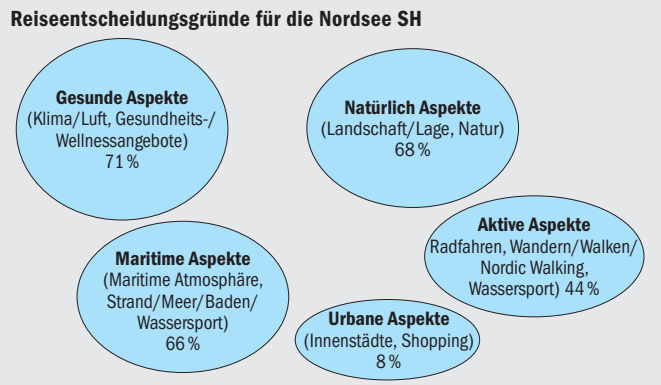 Reiseentscheidungsgründe für die Nordsee SH
Gesunde Aspekte
(Klima/Luft, Gesundheits-/
Wellnessangebote)
71 %
Natürlich Aspekte
(Landschaft/Lage, Natur)
68 %
Aktive Aspekte
Radfahren, Wandern/Walken/
Nordic Walking,
Wassersport) 44 %
Maritime Aspekte
(Maritime Atmosphäre,
Strand/Meer/Baden/
Wassersport)
66 %
Urbane Aspekte
(Innenstädte, Shopping)
8 %